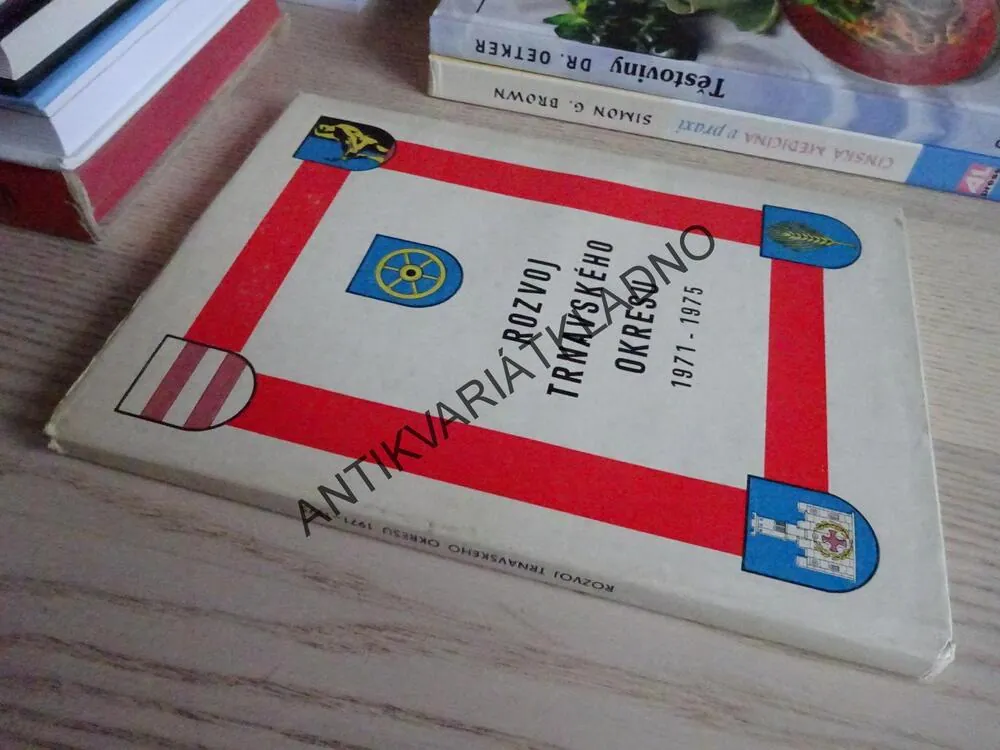 ROZVOJ
TRNAVSKÉHO
OKRESU
1971 - 1975
ROZVOJ TRNAVSKÉHO OKRESU 1971
ANTIKVARIÁT KLADNO
Těstoviny DR. OETKER
SIMON G. BROWN ČÍNSKÁ MEDICÍNA v praxi